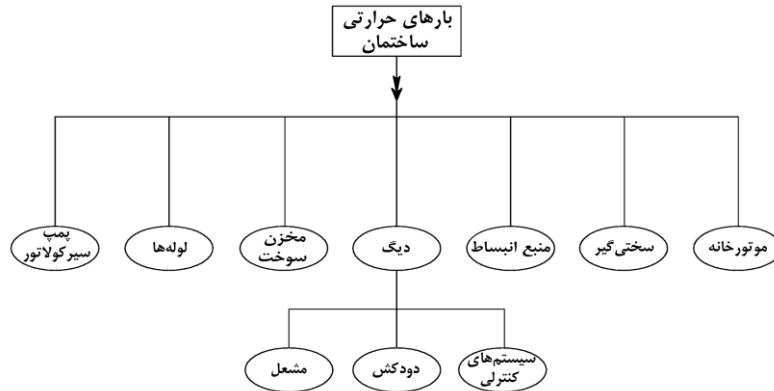 بارهای حرارتی
ساختمان
موتورخانه
سختی‌گیر
منبع انبساط
دیگ
مخزن
سوخت
لوله‌ها
پمپ
سیرکولاتور
سیستم‌های
کنترلی
دودکش
مشعل